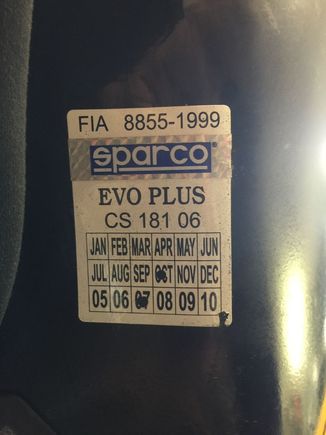 FIA 8855-1999
sparco
EVO PLUS
CS 181 06
JAN FEB MAR APR MAY JUN
JUL AUG SEP OCT NOV DEC
05 06 07 08 09 10